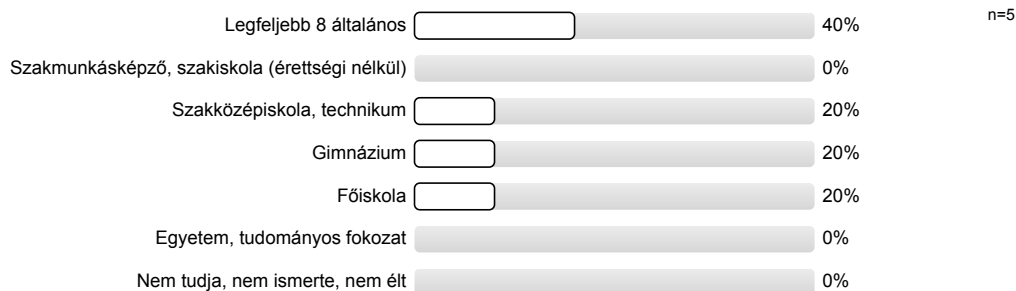 Legfeljebb 8 általános 40% n=5
Szakmunkásképző, szakiskola (érettségi nélkül) 0%
Szakközépiskola, technikum 20%
Gimnázium 20%
Főiskola 20%
Egyetem, tudományos fokozat 0%
Nem tudja, nem ismerte, nem élt 0%